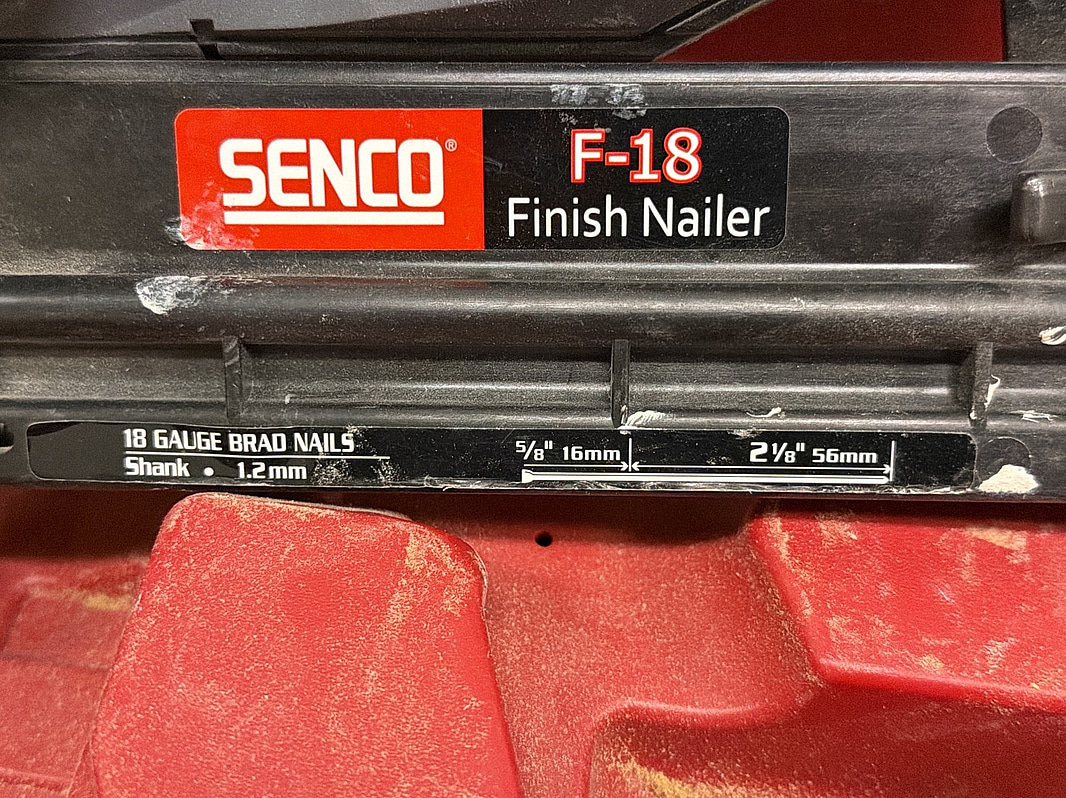 SENCO®
F-18
Finish Nailer
18 GAUGE BRAD NAILS
Shank • 1.2mm
5/8" 16mm
2 1/8" 56mm